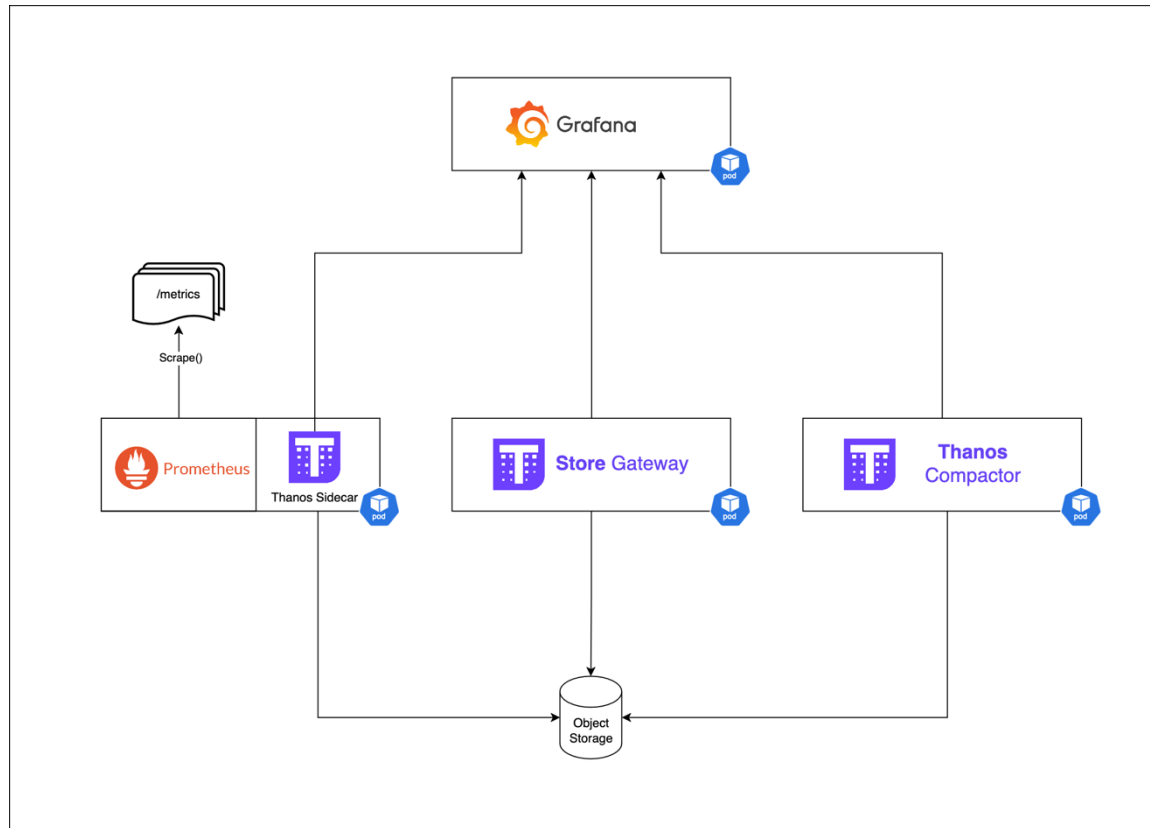 Grafana
pod
/metrics
Scrape()
Prometheus
Thanos Sidecar
pod
Store Gateway
pod
Thanos
Compactor
pod
Object
Storage